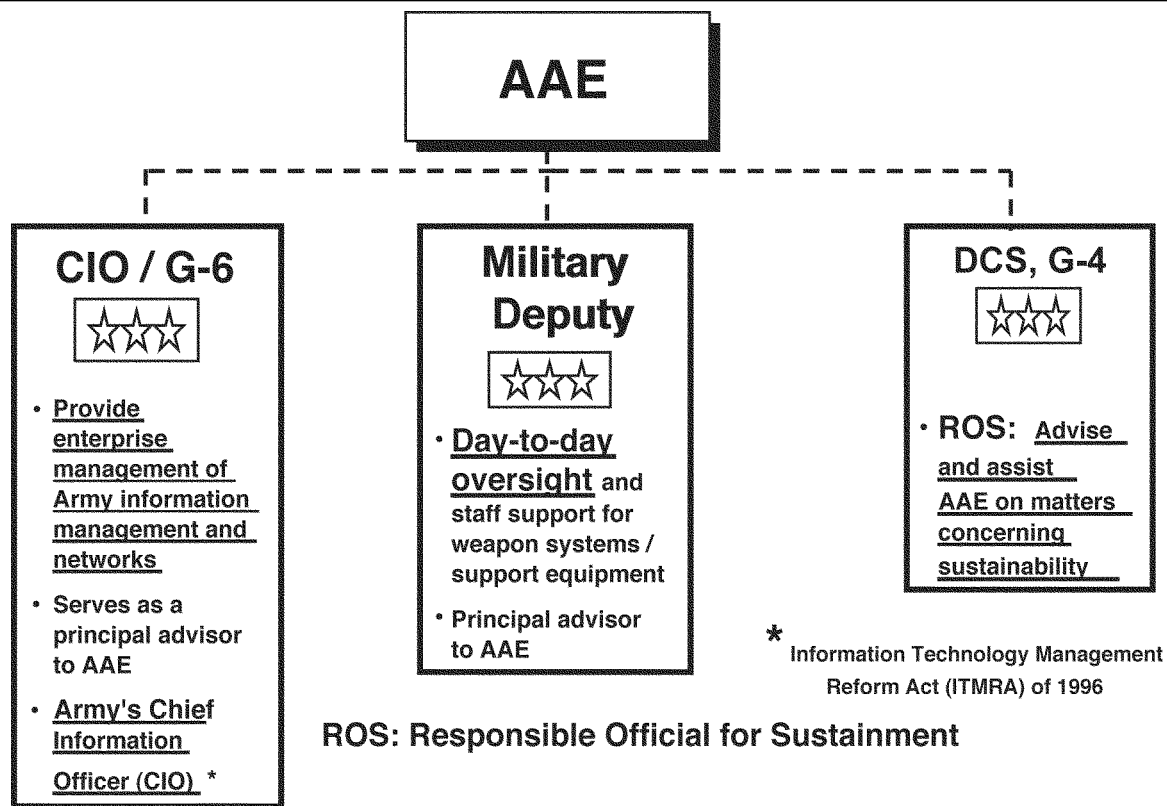 AAE
CIO / G-6
• Provide
enterprise
management of
Army information
management and
networks
• Serves as a
principal advisor
to AAE
• Army's Chief
Information
Officer (CIO) *
Military
Deputy
• Day-to-day
oversight and
staff support for
weapon systems /
support equipment
• Principal advisor
to AAE
DCS, G-4
• ROS: Advise
and assist
AAE on matters
concerning
sustainability
* Information Technology Management
Reform Act (ITMRA) of 1996
ROS: Responsible Official for Sustainment